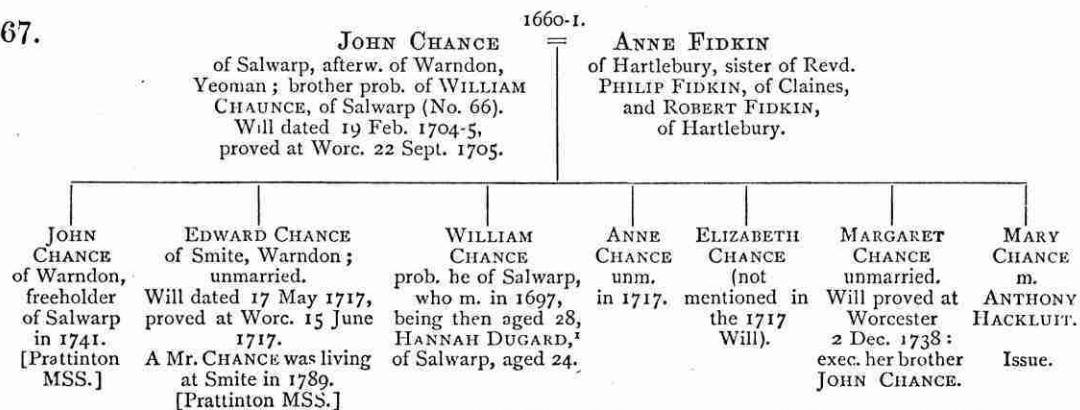 67.
1660-1.
JOHN CHANCE = ANNE FIDKIN
of Salwarp, afterw. of Warndon,
Yeoman ; brother prob. of WILLIAM
CHAUNCE, of Salwarp (No. 66).
Will dated 19 Feb. 1704-5,
proved at Worc. 22 Sept. 1705.
of Hartlebury, sister of Revd.
PHILIP FIDKIN, of Claines,
and ROBERT FIDKIN,
of Hartlebury.
JOHN
CHANCE
of Warndon,
freeholder
of Salwarp
in 1741.
[Prattinton
MSS.]
EDWARD CHANCE
of Smite, Warndon ;
unmarried.
Will dated 17 May 1717,
proved at Worc. 15 June
1717.
A Mr. CHANCE was living
at Smite in 1789.
[Prattinton MSS.]
WILLIAM
CHANCE
prob. he of Salwarp,
who m. in 1697,
being then aged 28,
HANNAH DUGARD,¹
of Salwarp, aged 24.
ANNE
CHANCE
unm.
in 1717.
ELIZABETH
CHANCE
(not
mentioned in
the 1717
Will).
MARGARET
CHANCE
unmarried.
Will proved at
Worcester
2 Dec. 1738 :
exec. her brother
JOHN CHANCE.
MARY
CHANCE
m.
ANTHONY
HACKLUIT.
Issue.